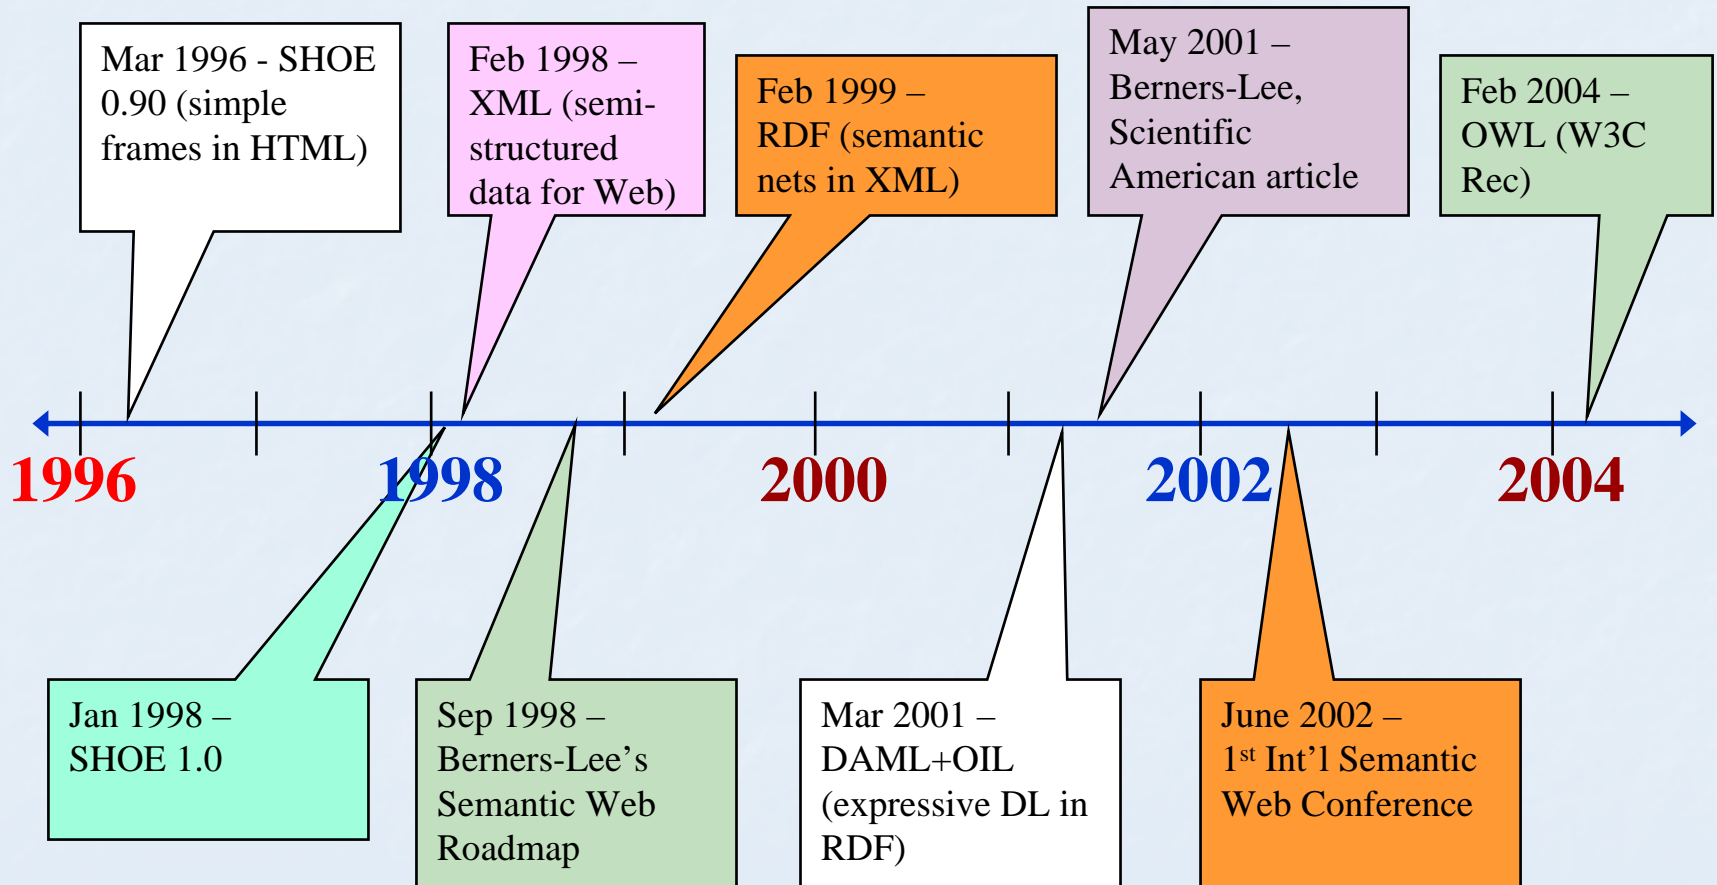 Mar 1996 - SHOE
0.90 (simple
frames in HTML)
Feb 1998 –
XML (semi-
structured
data for Web)
Feb 1999 –
RDF (semantic
nets in XML)
May 2001 –
Berners-Lee,
Scientific
American article
Feb 2004 –
OWL (W3C
Rec)
1996
1998
2000
2002
2004
Jan 1998 –
SHOE 1.0
Sep 1998 –
Berners-Lee’s
Semantic Web
Roadmap
Mar 2001 –
DAML+OIL
(expressive DL in
RDF)
June 2002 –
1st Int’l Semantic
Web Conference